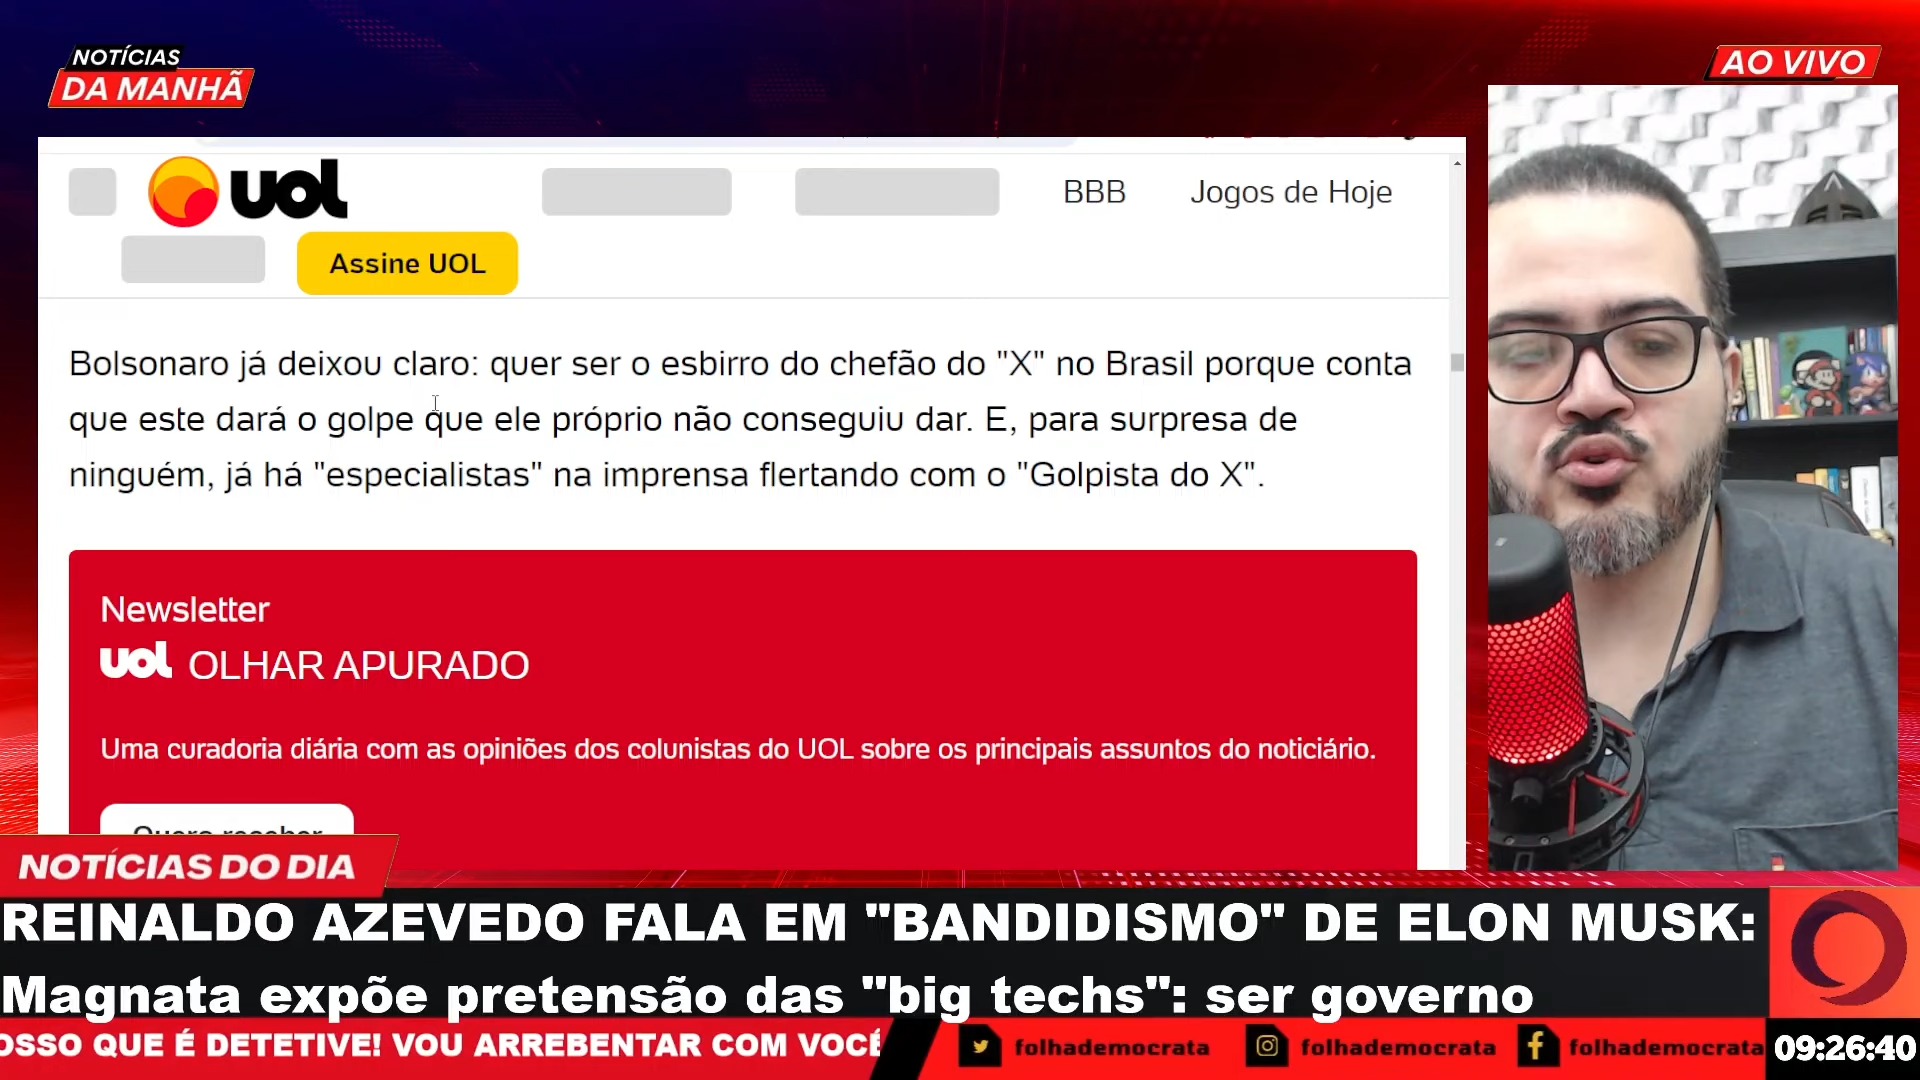 NOTÍCIAS
DA MANHÃ
AO VIVO
uol
BBB
Jogos de Hoje
Assine UOL
Bolsonaro já deixou claro: quer ser o esbirro do chefão do "X" no Brasil porque conta
que este dará o golpe que ele próprio não conseguiu dar. E, para surpresa de
ninguém, já há "especialistas" na imprensa flertando com o "Golpista do X".
Newsletter
uol OLHAR APURADO
Uma curadoria diária com as opiniões dos colunistas do UOL sobre os principais assuntos do noticiário.
Quero receber
NOTÍCIAS DO DIA
REINALDO AZEVEDO FALA EM "BANDIDISMO" DE ELON MUSK:
Magnata expõe pretensão das "big techs": ser governo
OSSO QUE É DETETIVE! VOU ARREBENTAR COM VOCÊ
folhademocrata
folhademocrata
folhademocrata
09:26:40